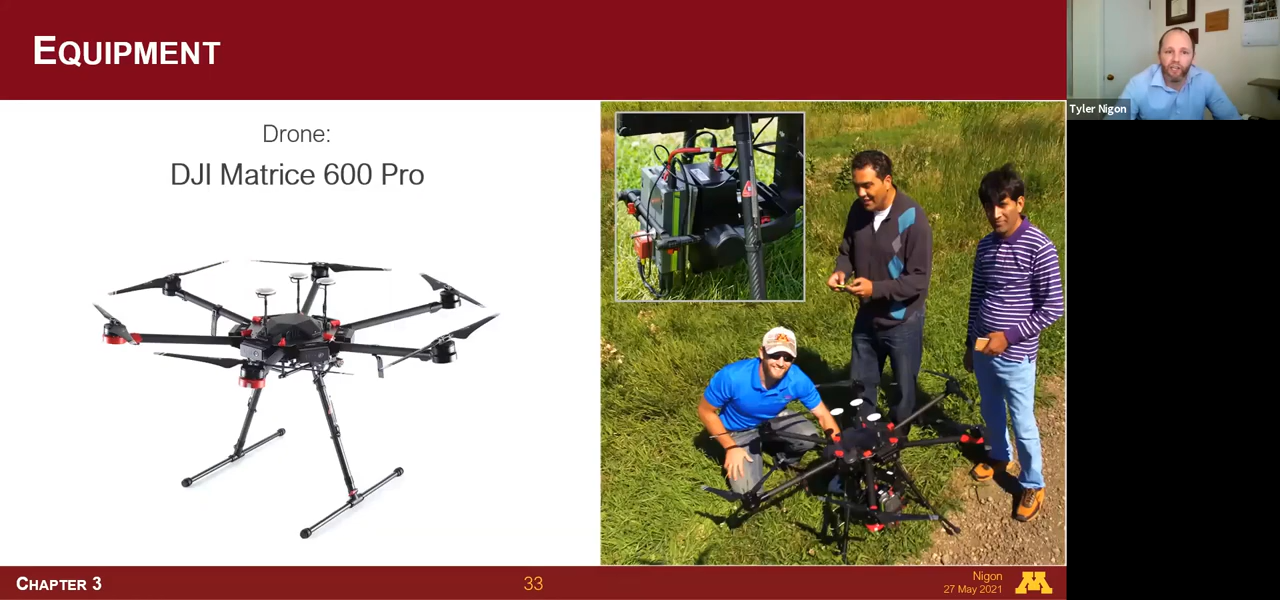 EQUIPMENT
Tyler Nigon
Drone:
DJI Matrice 600 Pro
CHAPTER 3
33
Nigon
27 May 2021
M